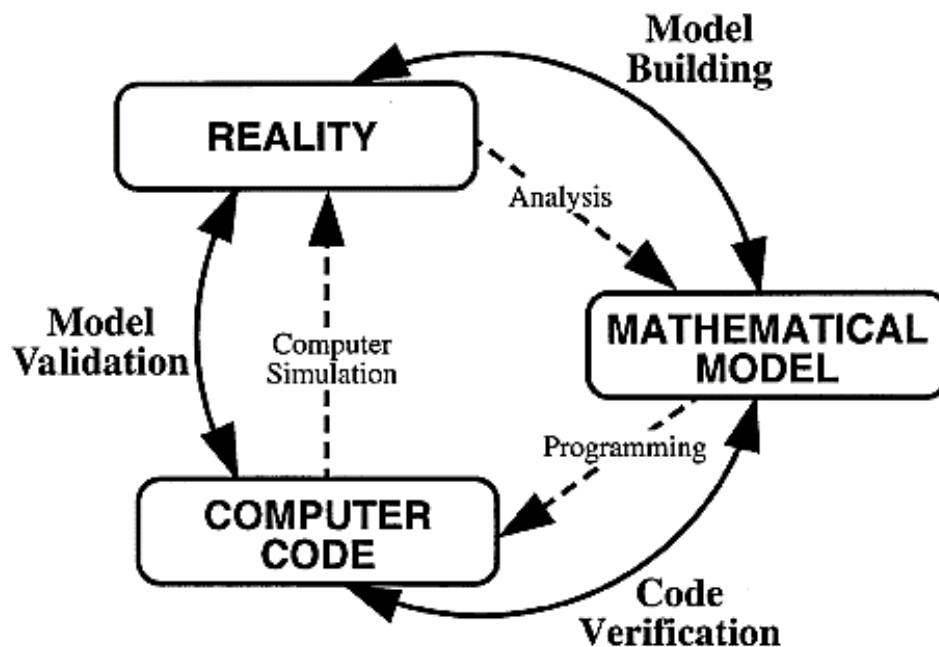 Model
Building
REALITY
Analysis
Model
Validation
Computer
Simulation
MATHEMATICAL
MODEL
Programming
COMPUTER
CODE
Code
Verification